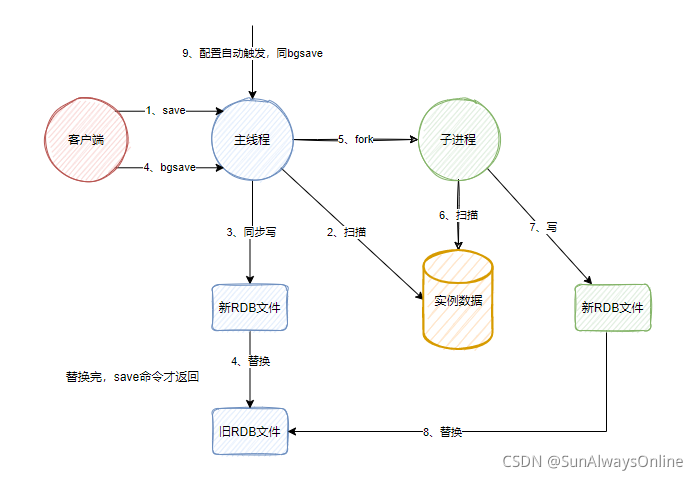 9、配置自动触发，同bgsave
1、save
客户端
主线程
5、fork
子进程
4、bgsave
6、扫描
7、写
3、同步写
2、扫描
实例数据
新RDB文件
新RDB文件
4、替换
替换完，save命令才返回
旧RDB文件
8、替换
CSDN @SunAlwaysOnline